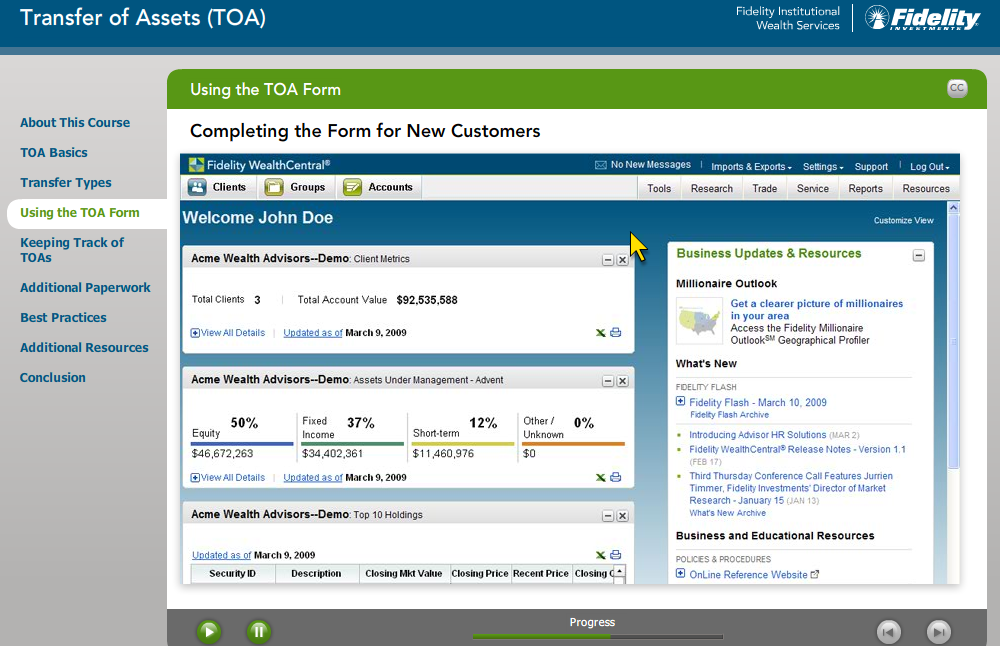 Transfer of Assets (TOA)
Fidelity Institutional
Wealth Services
Fidelity
INVESTMENTS
About This Course
TOA Basics
Transfer Types
Using the TOA Form
Keeping Track of
TOAs
Additional Paperwork
Best Practices
Additional Resources
Conclusion
Using the TOA Form
CC
Completing the Form for New Customers
Fidelity WealthCentral®
No New Messages
Imports & Exports
Settings
Support
Log Out
Clients
Groups
Accounts
Tools
Research
Trade
Service
Reports
Resources
Welcome John Doe
Customize View
Acme Wealth Advisors--Demo: Client Metrics
Total Clients 3
Total Account Value $92,535,588
View All Details
Updated as of March 9, 2009
Acme Wealth Advisors--Demo: Assets Under Management - Advent
Equity 50%
$46,672,263
Fixed
Income 37%
$34,402,361
Short-term 12%
$11,460,976
Other /
Unknown 0%
$0
View All Details
Updated as of March 9, 2009
Acme Wealth Advisors--Demo: Top 10 Holdings
Updated as of March 9, 2009
Security ID
Description
Closing Mkt Value
Closing Price
Recent Price
Closing
Business Updates & Resources
Millionaire Outlook
Get a clearer picture of millionaires
in your area
Access the Fidelity Millionaire
Outlook℠ Geographical Profiler
What's New
FIDELITY FLASH
Fidelity Flash - March 10, 2009
Fidelity Flash Archive
Introducing Advisor HR Solutions (MAR 2)
Fidelity WealthCentral® Release Notes - Version 1.1
(FEB 17)
Third Thursday Conference Call Features Jurrien
Timmer, Fidelity Investments' Director of Market
Research - January 15 (JAN 13)
What's New Archive
Business and Educational Resources
POLICIES & PROCEDURES
OnLine Reference Website
Progress